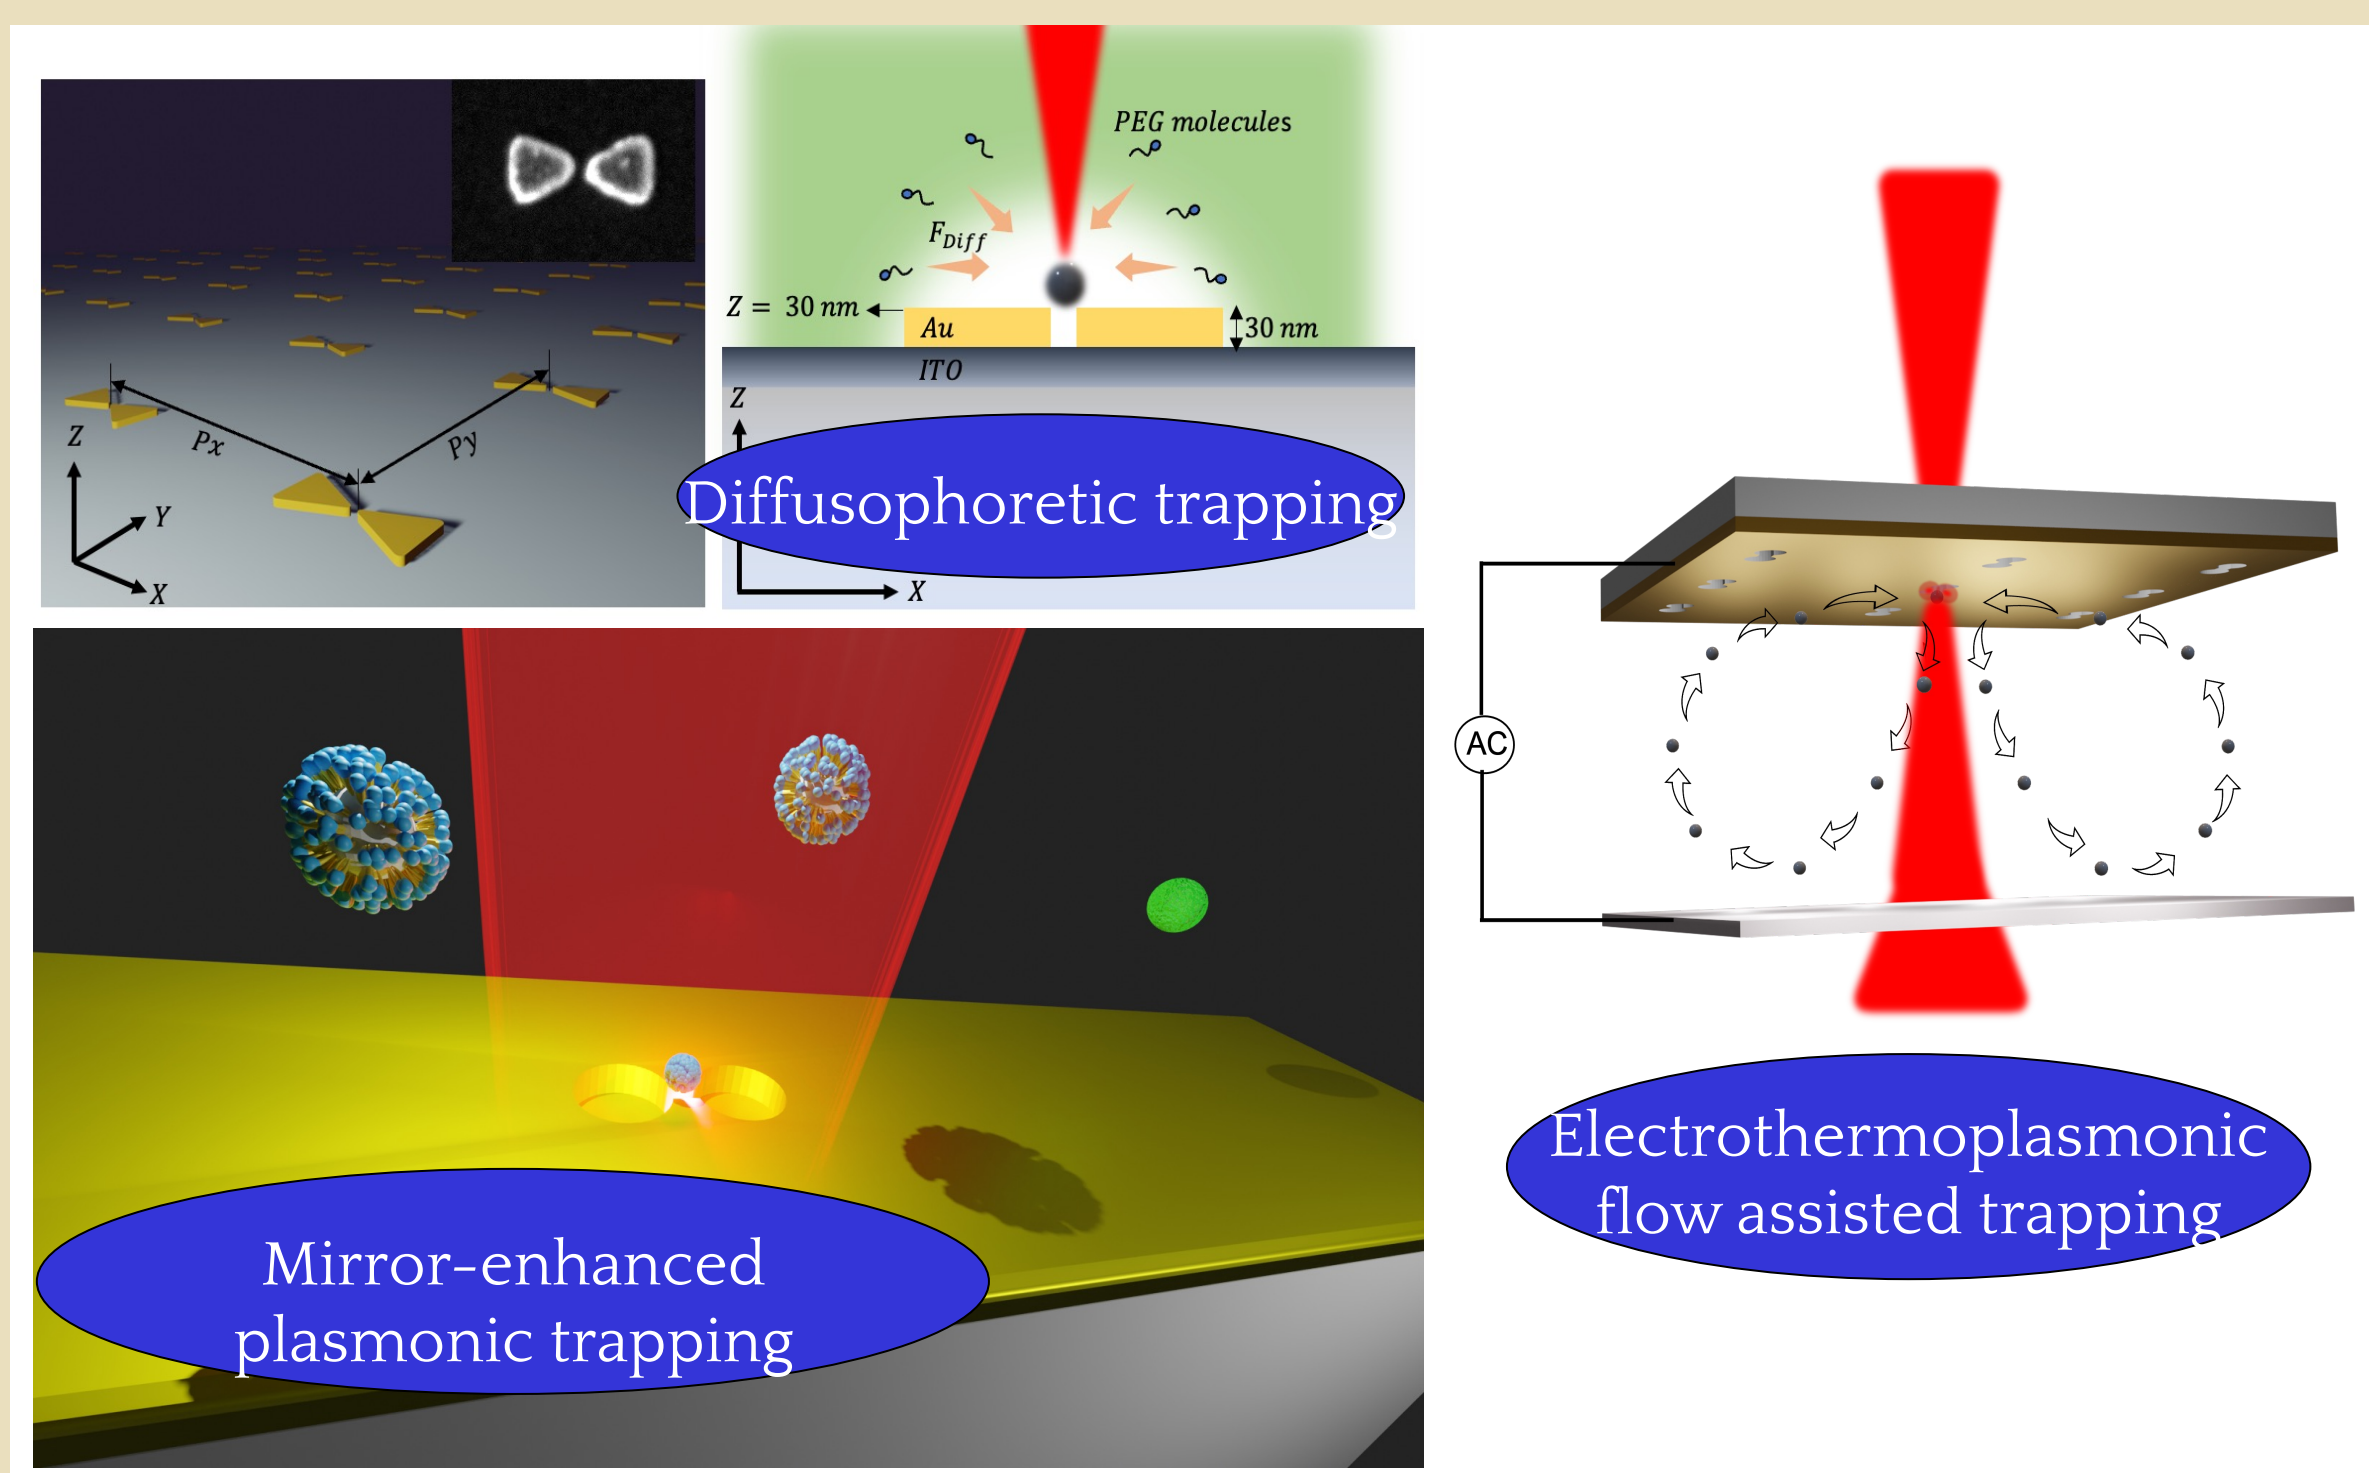 Px
Py
Z
Y
X
PEG molecules
F_Diff
Z = 30 nm
Au
30 nm
ITO
Z
X
Diffusophoretic trapping
AC
Mirror-enhanced
plasmonic trapping
Electrothermoplasmonic
flow assisted trapping